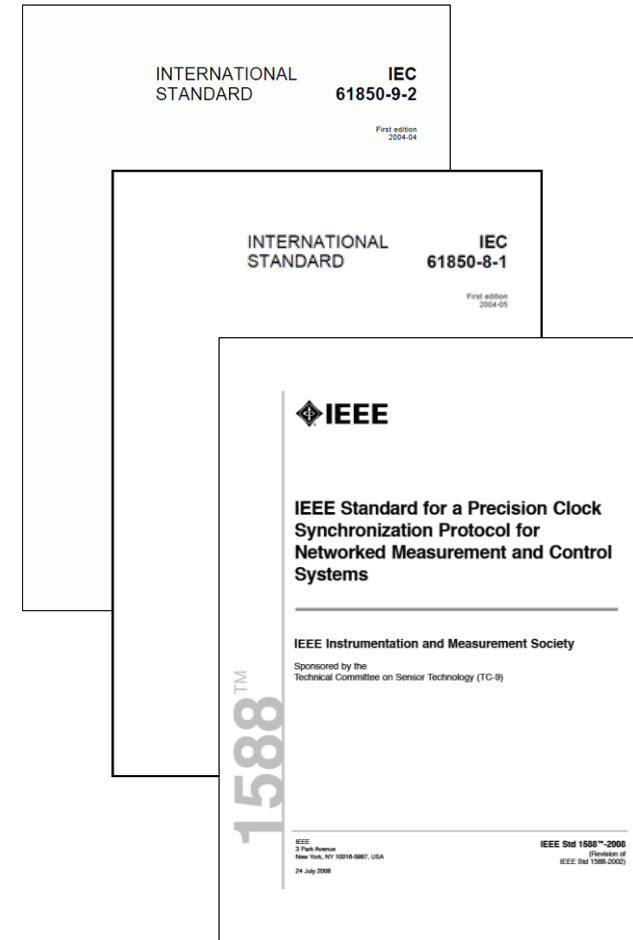 INTERNATIONAL IEC
STANDARD 61850-9-2
First edition
2004-04
INTERNATIONAL IEC
STANDARD 61850-8-1
First edition
2004-05
IEEE
IEEE Standard for a Precision Clock
Synchronization Protocol for
Networked Measurement and Control
Systems
IEEE Instrumentation and Measurement Society
Sponsored by the
Technical Committee on Sensor Technology (TC-9)
1588™
IEEE
3 Park Avenue
New York, NY 10016-5997, USA
24 July 2008
IEEE Std 1588™-2008
(Revision of
IEEE Std 1588-2002)